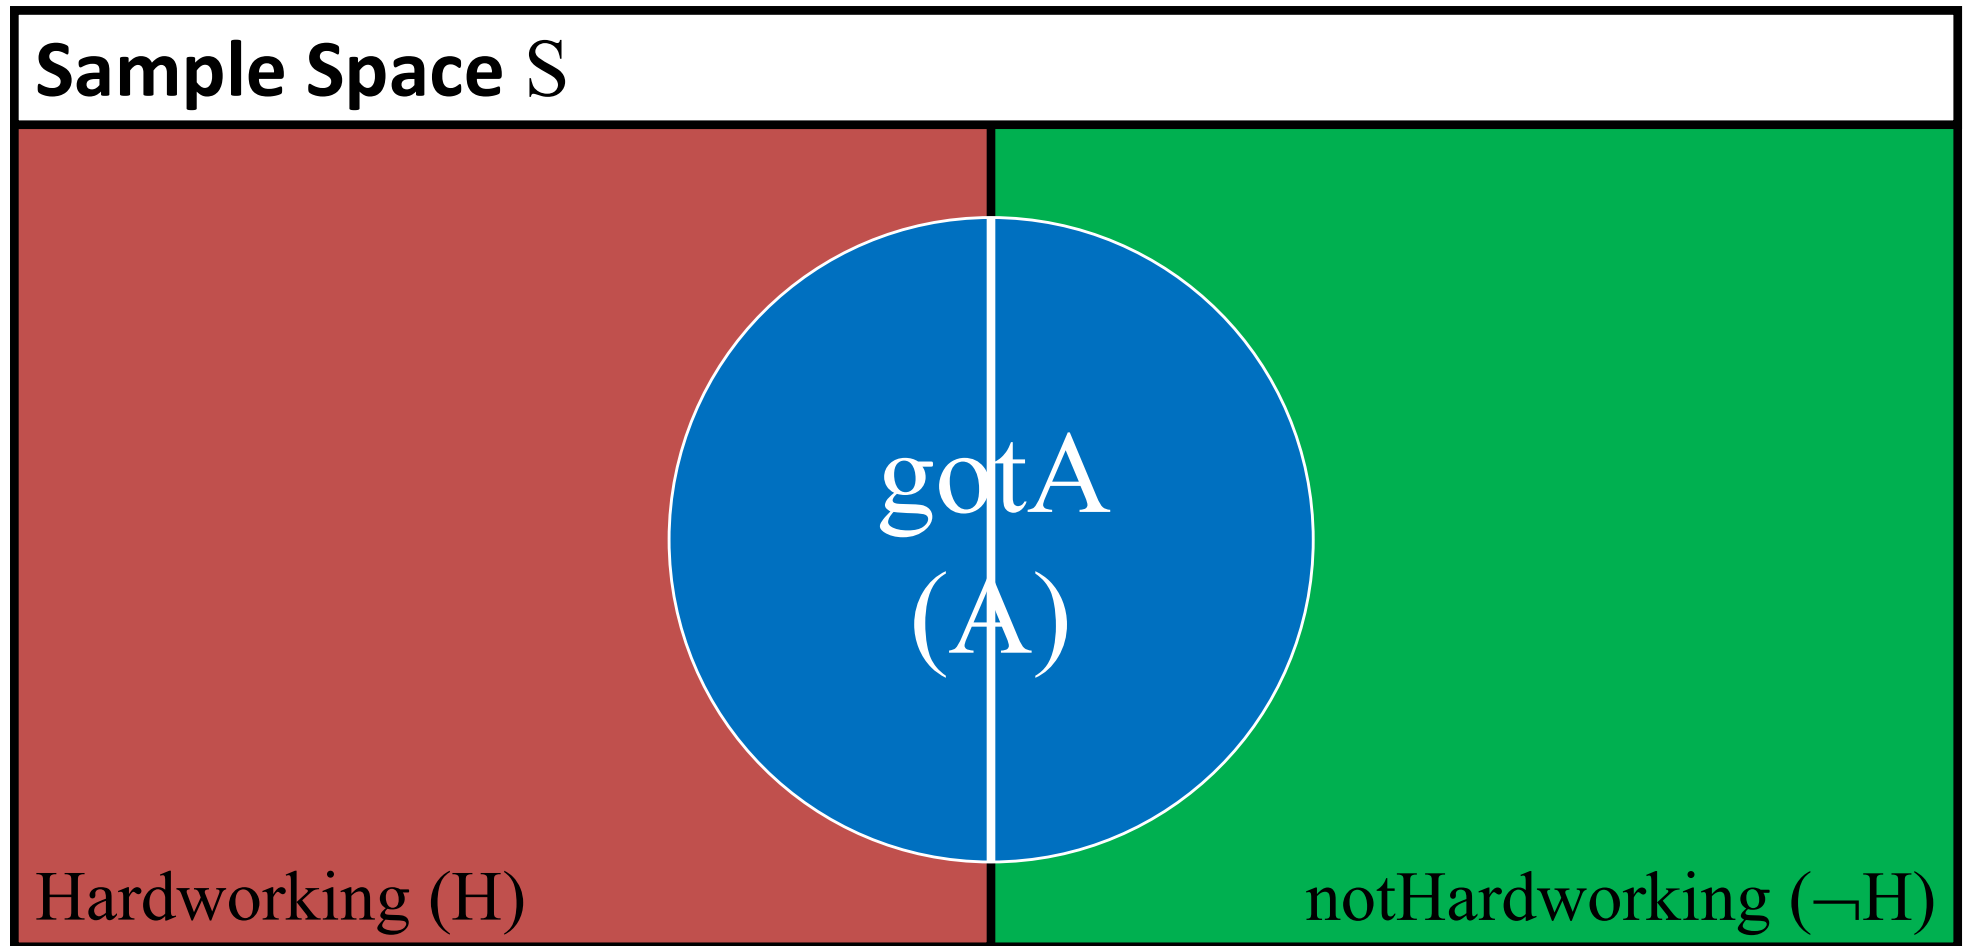 Sample Space S
gotA
(A)
Hardworking (H)
notHardworking (¬H)